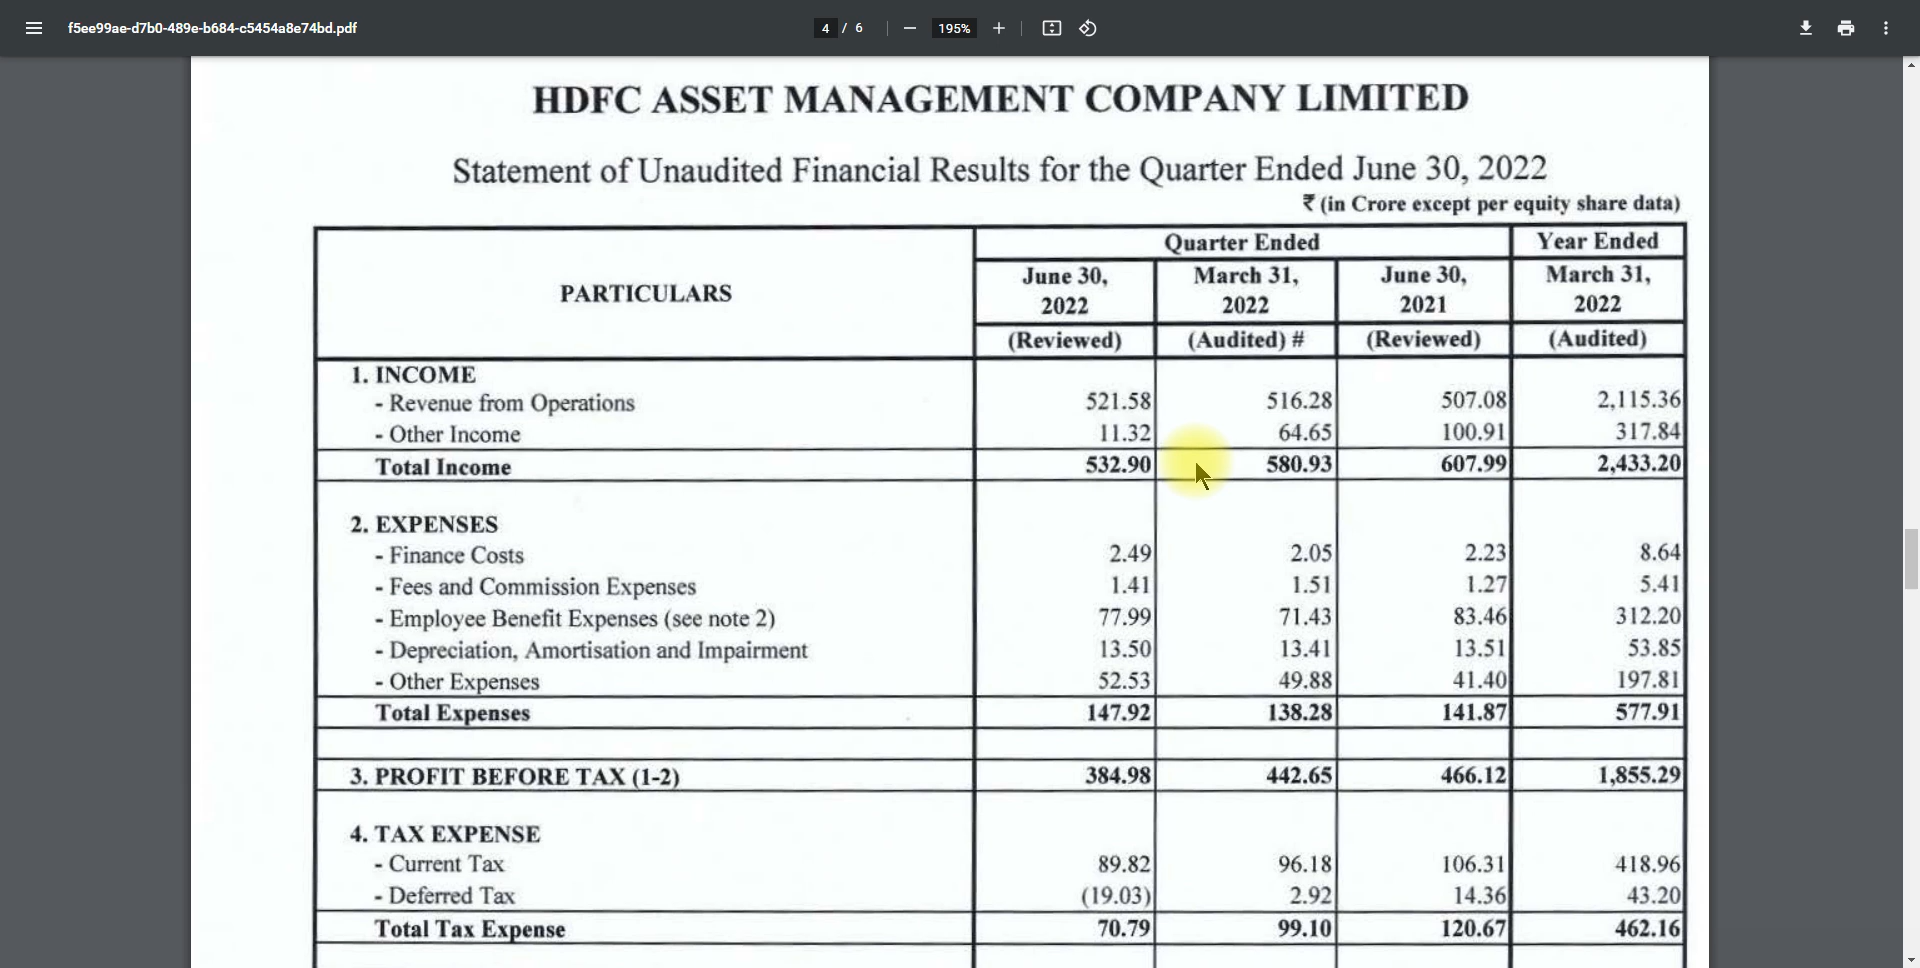 f5ee99ae-d7b0-489e-b684-c5454a8e74bd.pdf
4 / 6
195%
HDFC ASSET MANAGEMENT COMPANY LIMITED
Statement of Unaudited Financial Results for the Quarter Ended June 30, 2022
₹ (in Crore except per equity share data)
PARTICULARS Quarter Ended Year Ended
June 30, 2022 March 31, 2022 June 30, 2021 March 31, 2022
(Reviewed) (Audited) # (Reviewed) (Audited)
1. INCOME
- Revenue from Operations 521.58 516.28 507.08 2,115.36
- Other Income 11.32 64.65 100.91 317.84
Total Income 532.90 580.93 607.99 2,433.20
2. EXPENSES
- Finance Costs 2.49 2.05 2.23 8.64
- Fees and Commission Expenses 1.41 1.51 1.27 5.41
- Employee Benefit Expenses (see note 2) 77.99 71.43 83.46 312.20
- Depreciation, Amortisation and Impairment 13.50 13.41 13.51 53.85
- Other Expenses 52.53 49.88 41.40 197.81
Total Expenses 147.92 138.28 141.87 577.91
3. PROFIT BEFORE TAX (1-2) 384.98 442.65 466.12 1,855.29
4. TAX EXPENSE
- Current Tax 89.82 96.18 106.31 418.96
- Deferred Tax (19.03) 2.92 14.36 43.20
Total Tax Expense 70.79 99.10 120.67 462.16